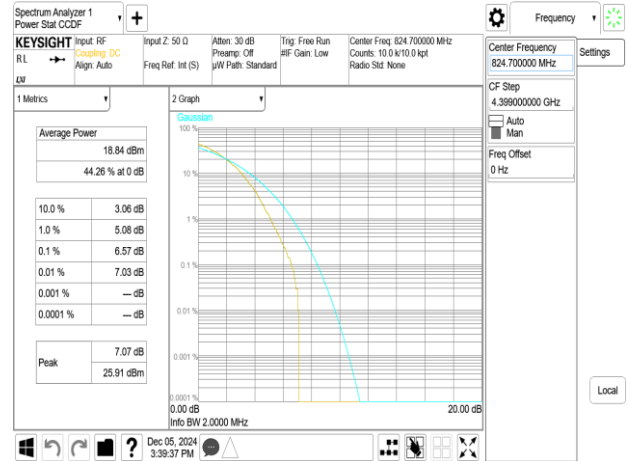 Spectrum Analyzer 1
Power Stat CCDF
Frequency
KEYSIGHT
RL
LXI
Input: RF
Coupling: DC
Align: Auto
Input Z: 50 Ω
Freq Ref: Int (S)
Atten: 30 dB
Preamp: Off
µW Path: Standard
Trig: Free Run
#IF Gain: Low
Center Freq: 824.700000 MHz
Counts: 10.0 k/10.0 kpt
Radio Std: None
Center Frequency
824.700000 MHz
Settings
CF Step
4.399000000 GHz
Auto
Man
Freq Offset
0 Hz
Local
1 Metrics
Average Power
18.84 dBm
44.26 % at 0 dB
10.0 % 3.06 dB
1.0 % 5.08 dB
0.1 % 6.57 dB
0.01 % 7.03 dB
0.001 % --- dB
0.0001 % --- dB
Peak
7.07 dB
25.91 dBm
2 Graph
Gaussian
100 %
10 %
1 %
0.1 %
0.01 %
0.001 %
0.0001 %
0.00 dB 20.00 dB
Info BW 2.0000 MHz
?
Dec 05, 2024
3:39:37 PM